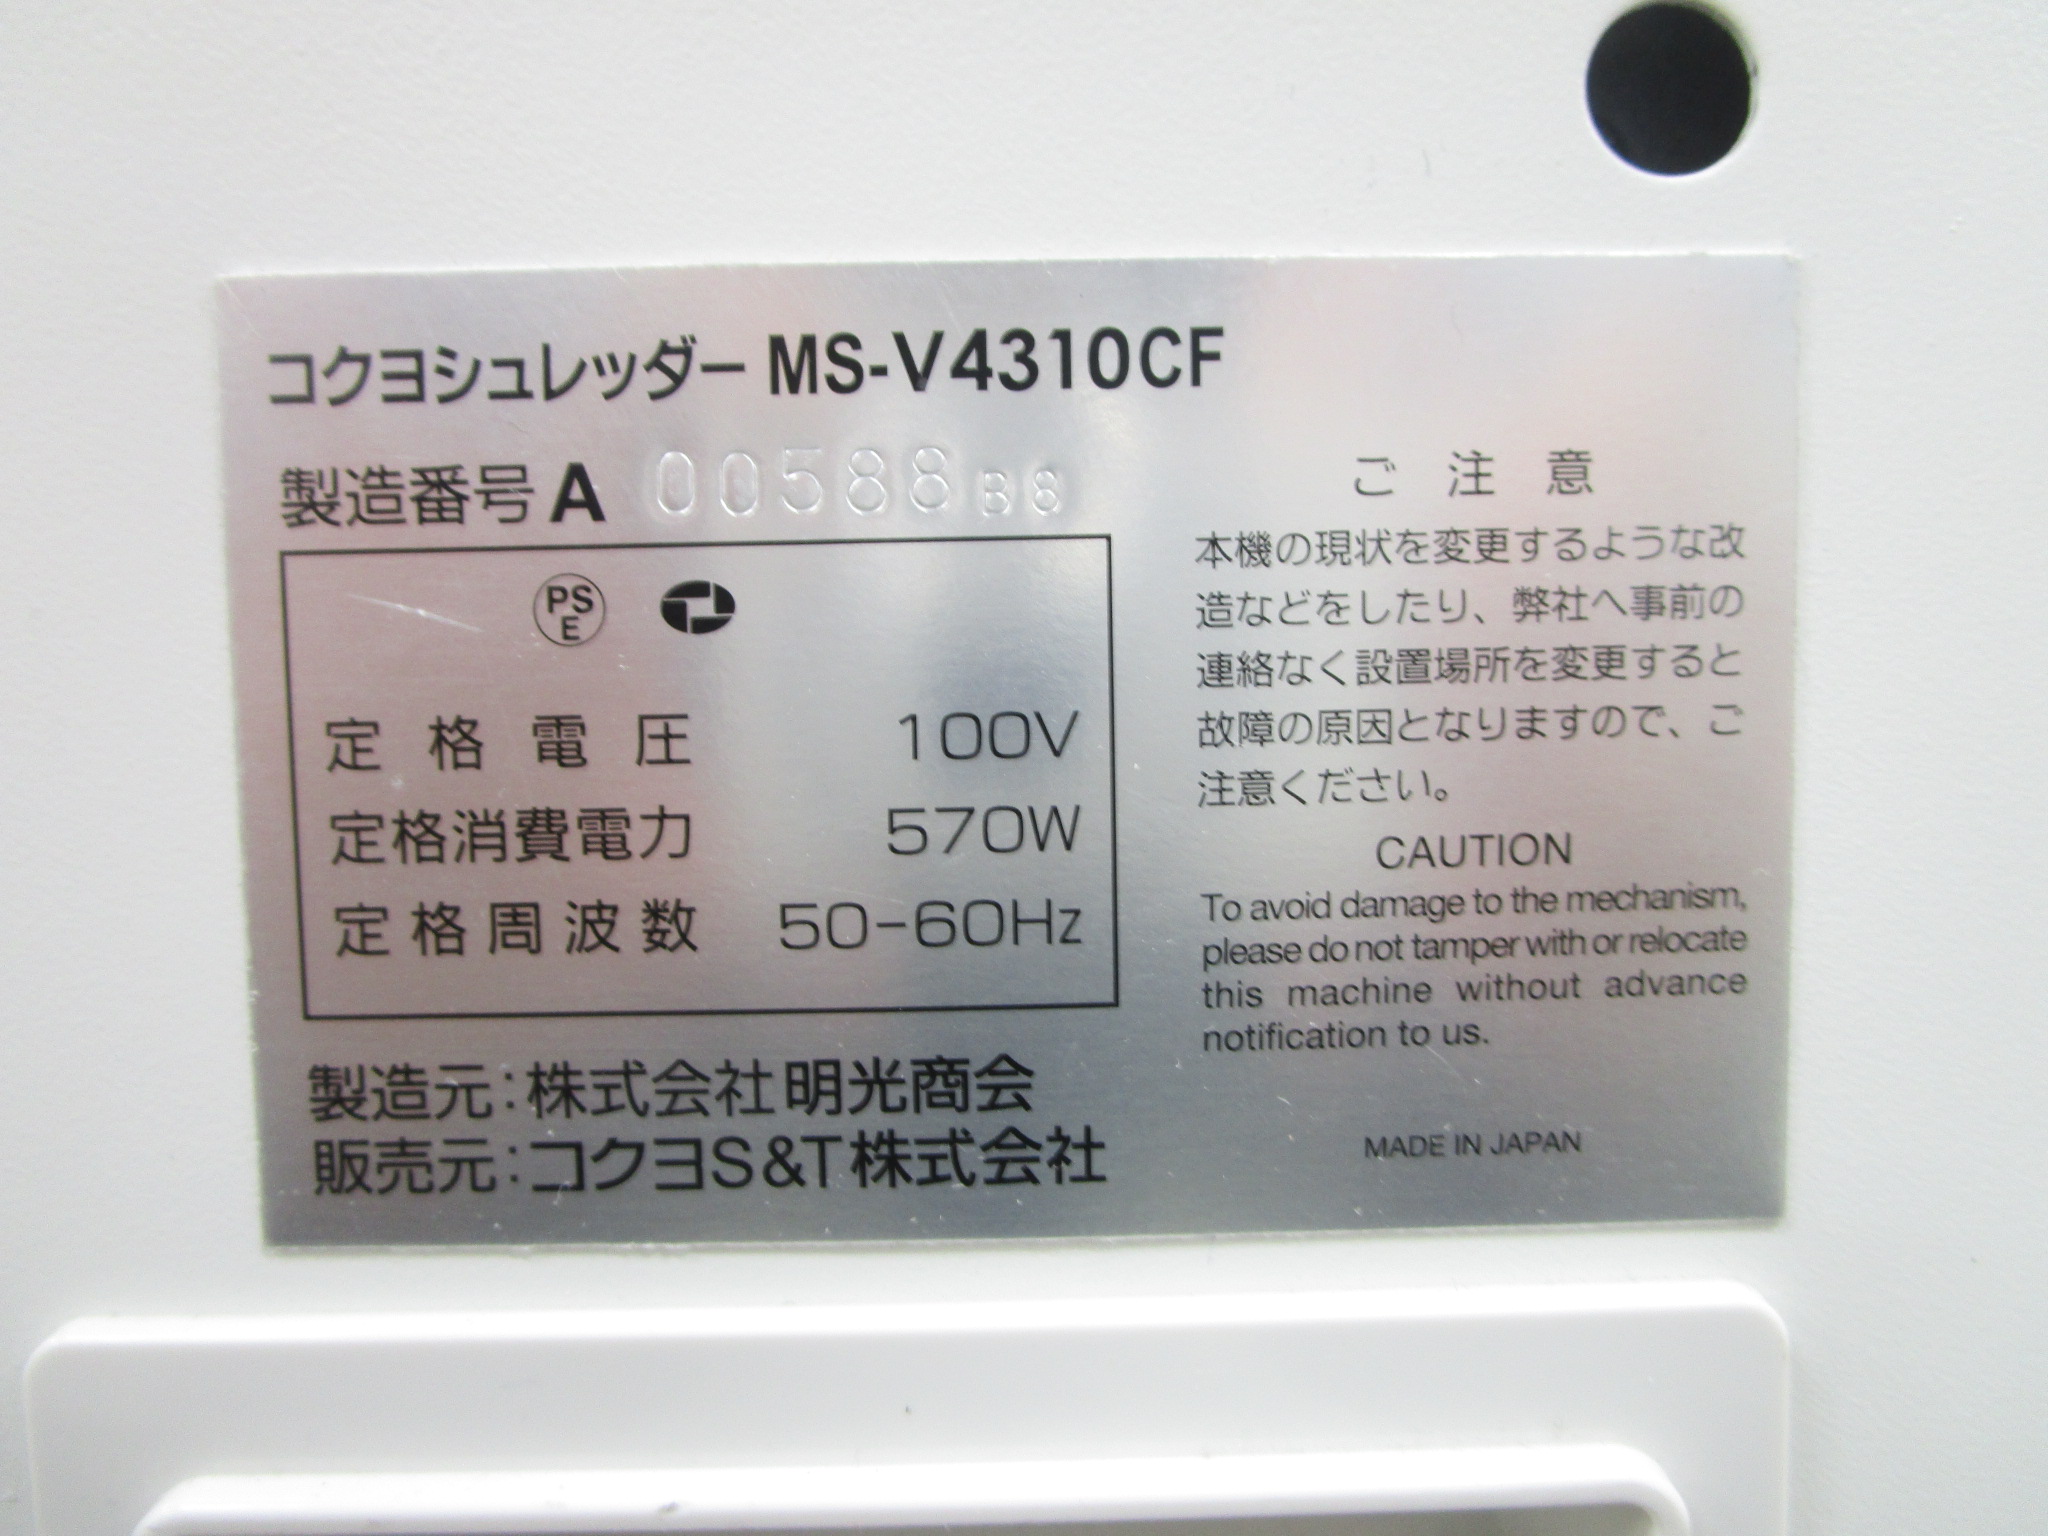 コクヨシュレッダー MS-V4310CF
製造番号 A 00588 B8
PS
E
定格電圧 100V
定格消費電力 570W
定格周波数 50-60Hz
製造元:株式会社明光商会
販売元:コクヨS&T株式会社
ご注意
本機の現状を変更するような改
造などをしたり、弊社へ事前の
連絡なく設置場所を変更すると
故障の原因となりますので、ご
注意ください。
CAUTION
To avoid damage to the mechanism,
please do not tamper with or relocate
this machine without advance
notification to us.
MADE IN JAPAN